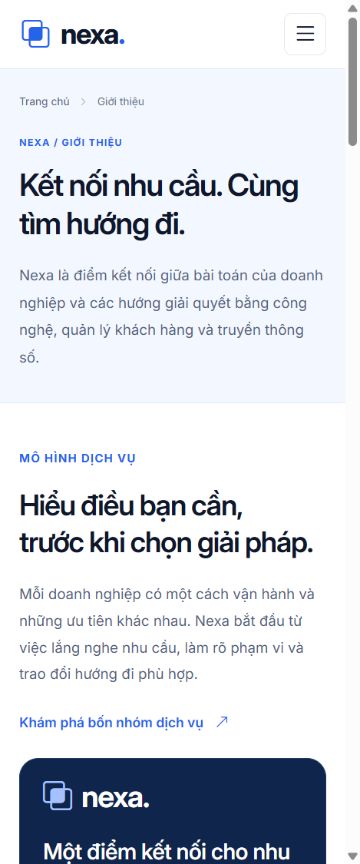 nexa.
Trang chủ > Giới thiệu
NEXA / GIỚI THIỆU
Kết nối nhu cầu. Cùng
tìm hướng đi.
Nexa là điểm kết nối giữa bài toán của doanh
nghiệp và các hướng giải quyết bằng công
nghệ, quản lý khách hàng và truyền thông
số.
MÔ HÌNH DỊCH VỤ
Hiểu điều bạn cần,
trước khi chọn giải pháp.
Mỗi doanh nghiệp có một cách vận hành và
những ưu tiên khác nhau. Nexa bắt đầu từ
việc lắng nghe nhu cầu, làm rõ phạm vi và
trao đổi hướng đi phù hợp.
Khám phá bốn nhóm dịch vụ ↗
nexa.
Một điểm kết nối cho nhu